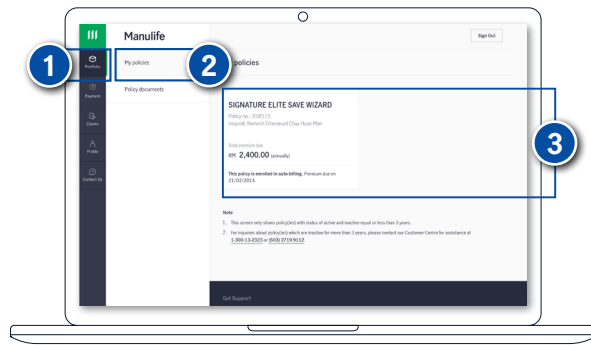 Manulife
Sign Out
1
Portfolio
My policies
2
policies
Payment
Policy documents
Claims
SIGNATURE ELITE SAVE WIZARD
Policy no.: 358515
3
Profile
Total premium due
RM 2,400.00 (annually)
Contact Us
This policy is enrolled in auto-billing. Premium due on
21/02/2014.
Note
1. This screen only shows policy(ies) with status of active and inactive equal or less than 3 years.
2. For inquiries about policy(ies) which are inactive for more than 3 years, please contact our Customer Centre for assistance at
1-300-13-2323 or (603) 2719 9112.
Get Support